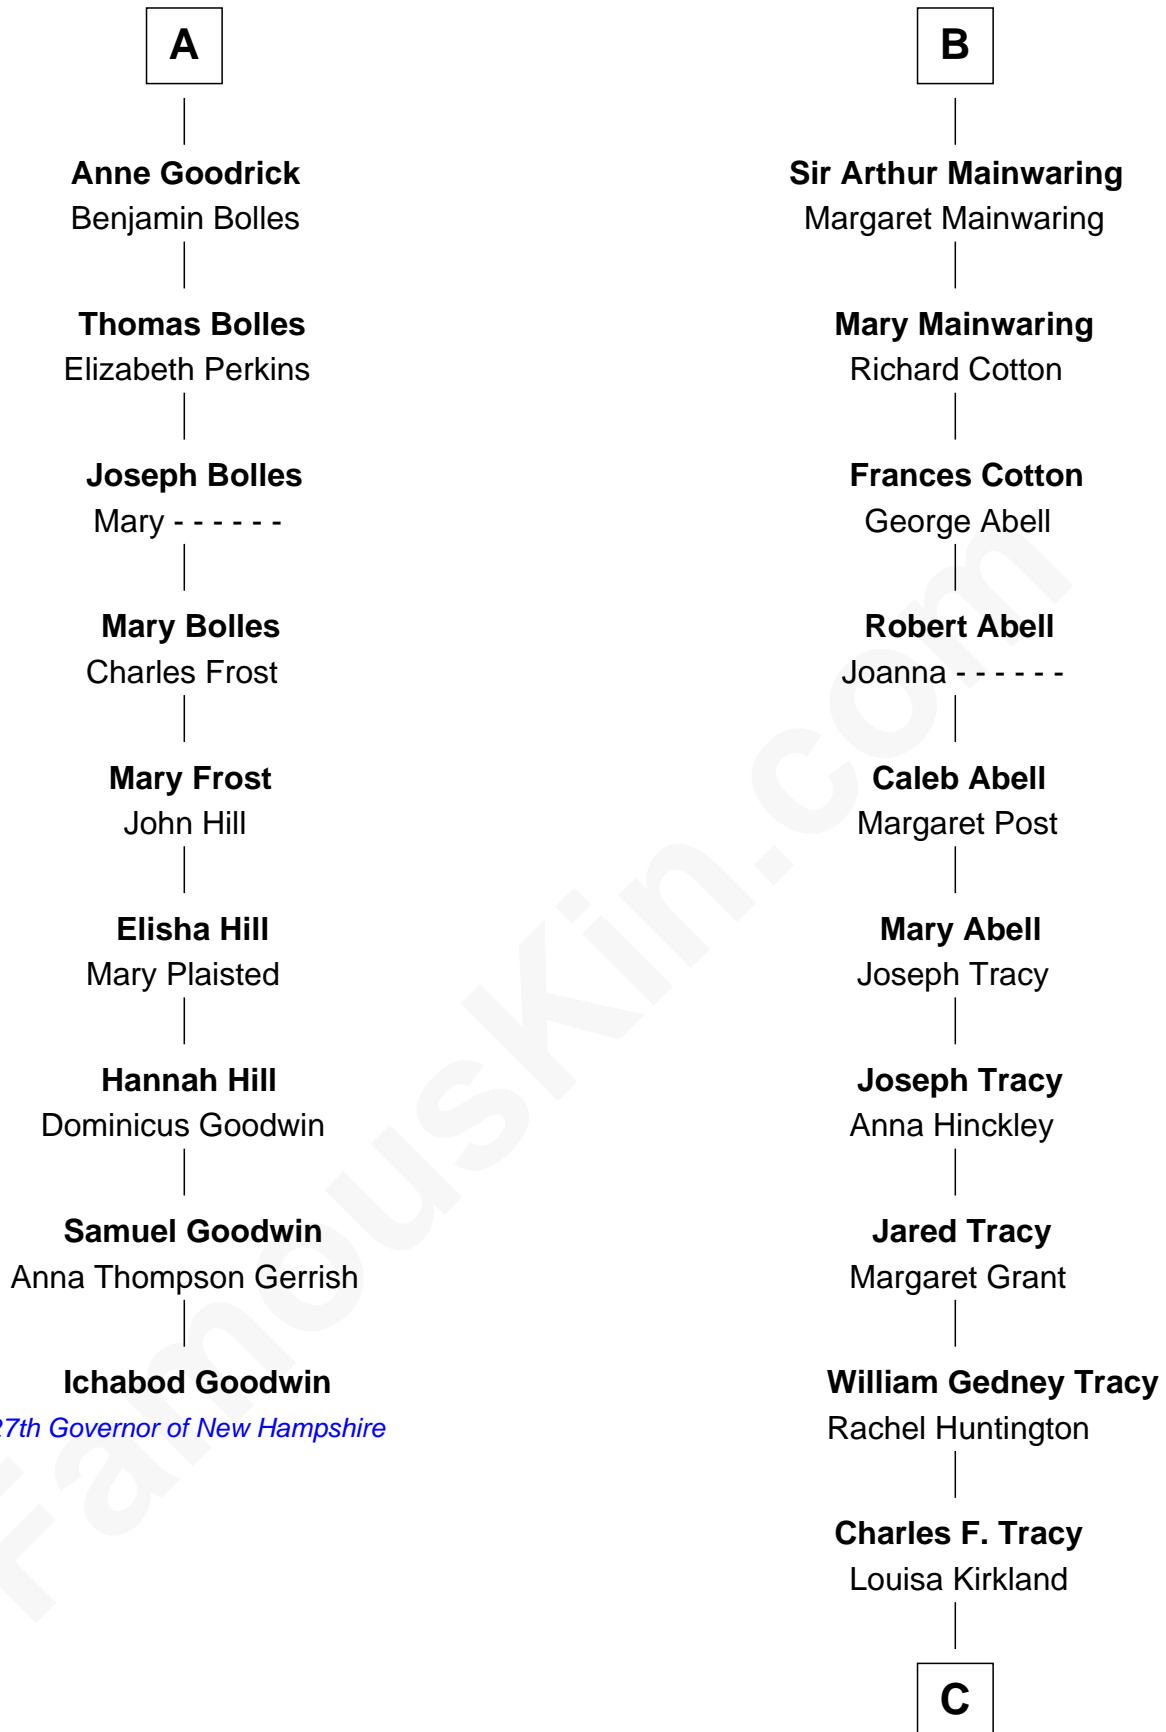 A
Anne Goodrick
Benjamin Bolles
Thomas Bolles
Elizabeth Perkins
Joseph Bolles
Mary - - - - - -
Mary Bolles
Charles Frost
Mary Frost
John Hill
Elisha Hill
Mary Plaisted
Hannah Hill
Dominicus Goodwin
Samuel Goodwin
Anna Thompson Gerrish
Ichabod Goodwin
27th Governor of New Hampshire
B
Sir Arthur Mainwaring
Margaret Mainwaring
Mary Mainwaring
Richard Cotton
Frances Cotton
George Abell
Robert Abell
Joanna - - - - - -
Caleb Abell
Margaret Post
Mary Abell
Joseph Tracy
Joseph Tracy
Anna Hinckley
Jared Tracy
Margaret Grant
William Gedney Tracy
Rachel Huntington
Charles F. Tracy
Louisa Kirkland
C
FamousKin.com